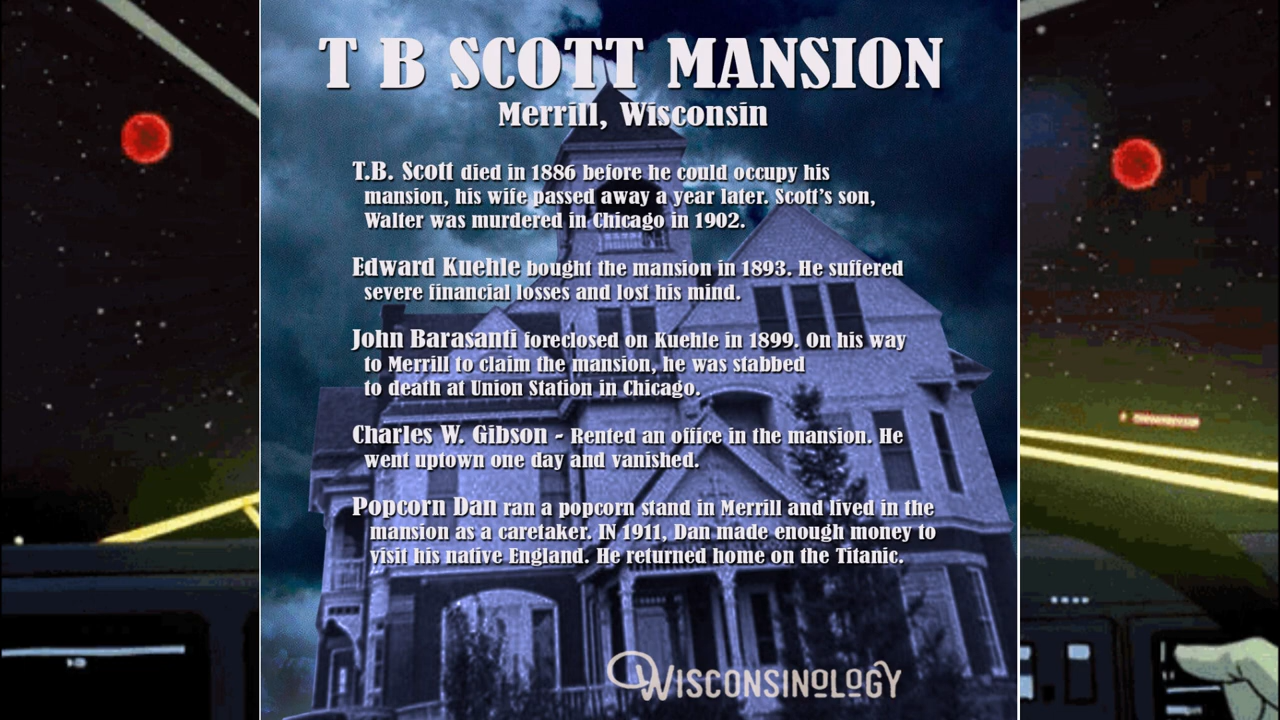 T B SCOTT MANSION
Merrill, Wisconsin
T.B. Scott died in 1886 before he could occupy his
mansion, his wife passed away a year later. Scott's son,
Walter was murdered in Chicago in 1902.
Edward Kuehle bought the mansion in 1893. He suffered
severe financial losses and lost his mind.
John Barasanti foreclosed on Kuehle in 1899. On his way
to Merrill to claim the mansion, he was stabbed
to death at Union Station in Chicago.
Charles W. Gibson - Rented an office in the mansion. He
went uptown one day and vanished.
Popcorn Dan ran a popcorn stand in Merrill and lived in the
mansion as a caretaker. IN 1911, Dan made enough money to
visit his native England. He returned home on the Titanic.
WISCONSINOLOGY